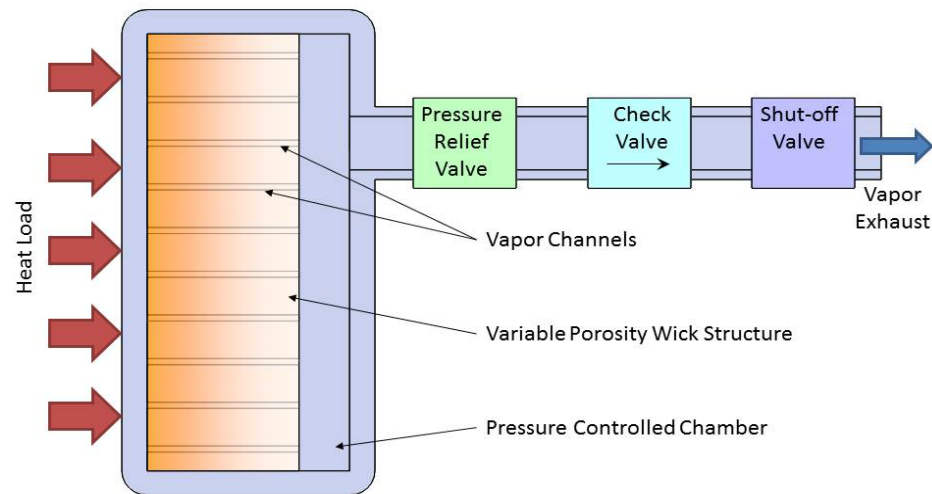 Heat Load
Pressure
Relief
Valve
Check
Valve
Shut-off
Valve
Vapor
Exhaust
Vapor Channels
Variable Porosity Wick Structure
Pressure Controlled Chamber